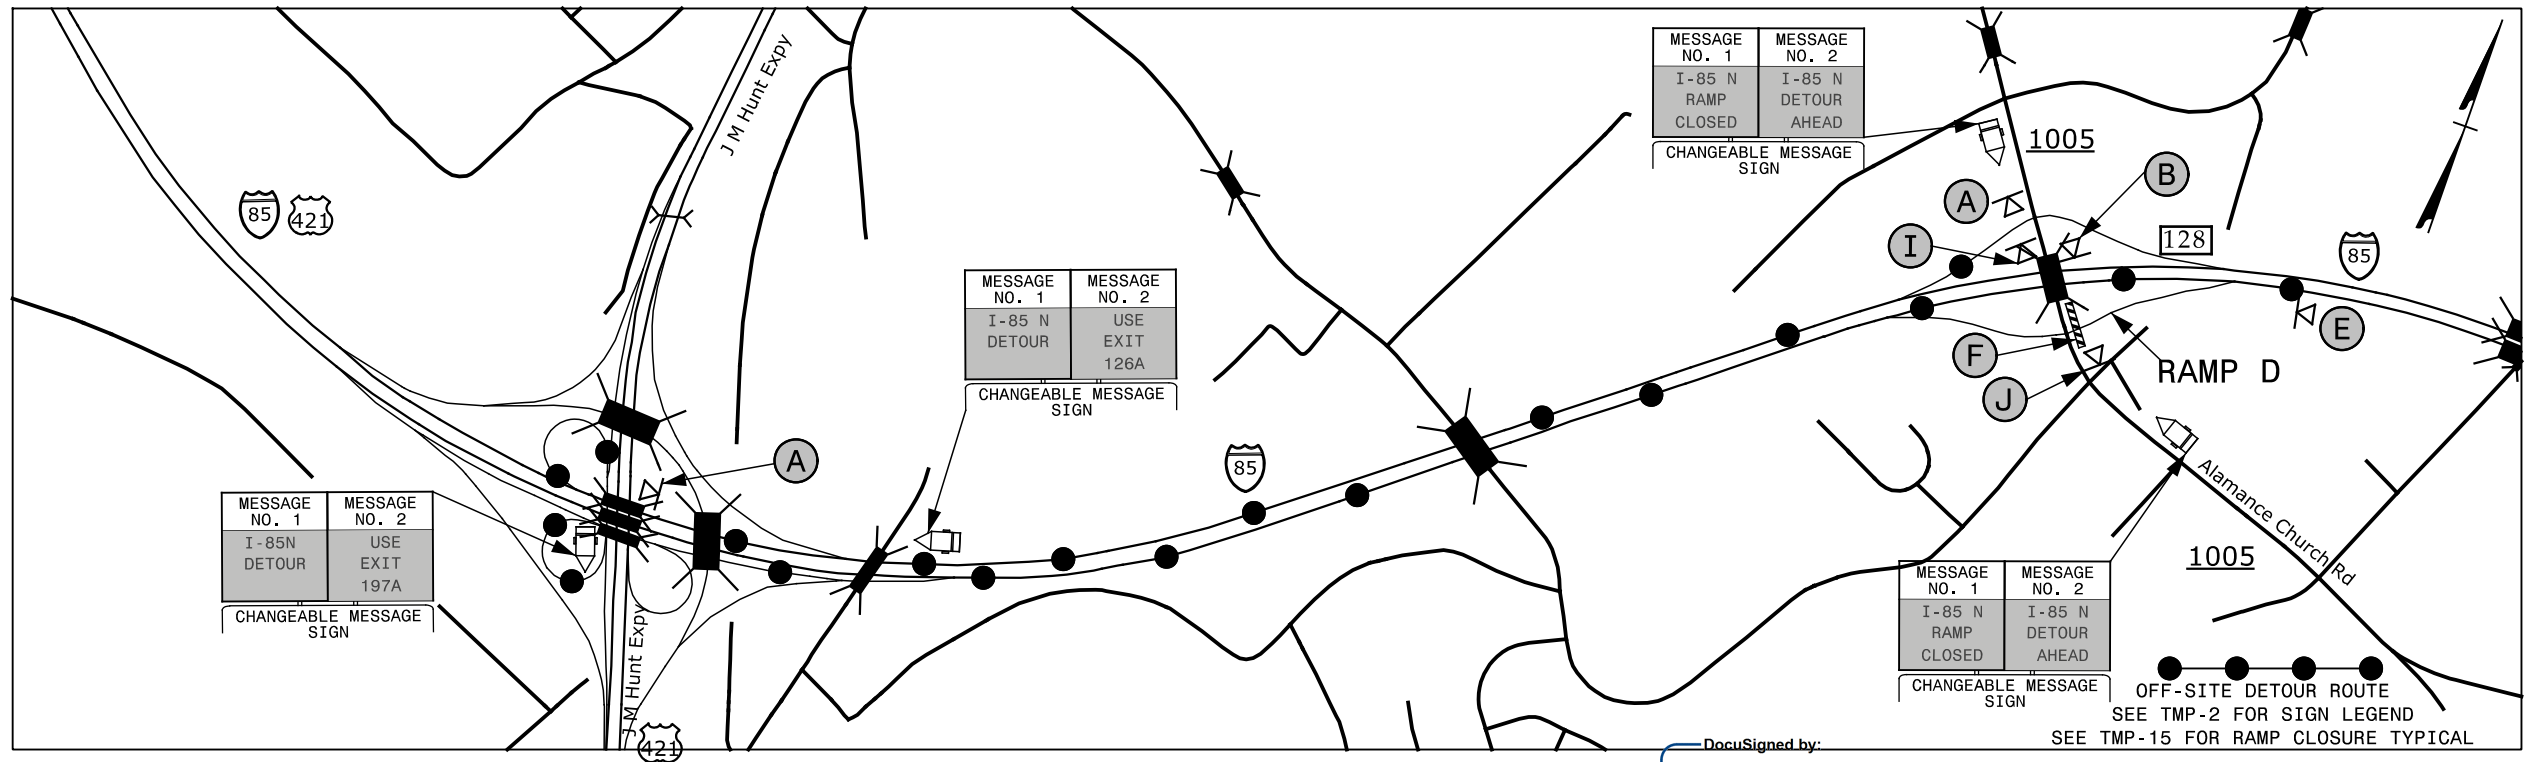 J M Hunt Expy
MESSAGE NO. 1
MESSAGE NO. 2
I-85 N
RAMP
CLOSED
I-85 N
DETOUR
AHEAD
CHANGEABLE MESSAGE
SIGN
1005
B
A
I
128
85
85
421
MESSAGE NO. 1
MESSAGE NO. 2
I-85 N
DETOUR
USE
EXIT
126A
CHANGEABLE MESSAGE
SIGN
E
F
RAMP D
J
A
85
MESSAGE NO. 1
MESSAGE NO. 2
I-85N
DETOUR
USE
EXIT
197A
CHANGEABLE MESSAGE
SIGN
Alamance Church Rd
1005
MESSAGE NO. 1
MESSAGE NO. 2
I-85 N
RAMP
CLOSED
I-85 N
DETOUR
AHEAD
CHANGEABLE MESSAGE
SIGN
J M Hunt Expy
421
OFF-SITE DETOUR ROUTE
SEE TMP-2 FOR SIGN LEGEND
SEE TMP-15 FOR RAMP CLOSURE TYPICAL
DocuSigned by: